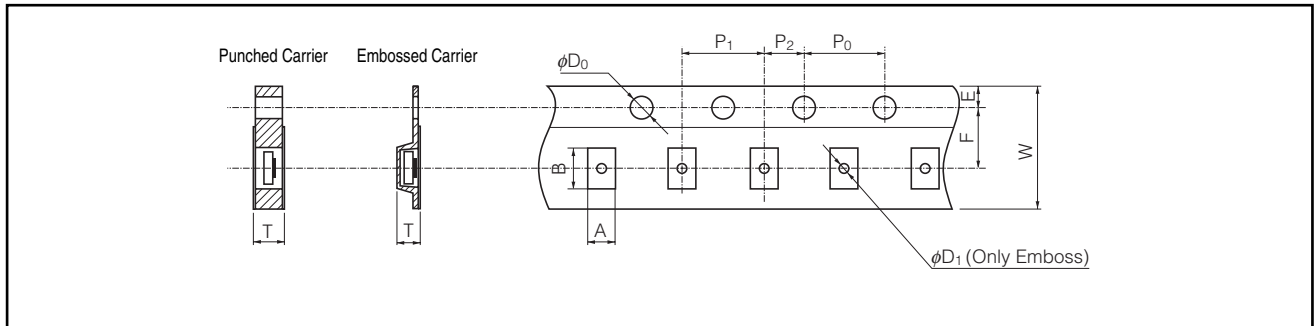 Punched Carrier
Embossed Carrier
P1
P2
P0
ϕD0
E
F
W
B
A
T
T
ϕD1 (Only Emboss)